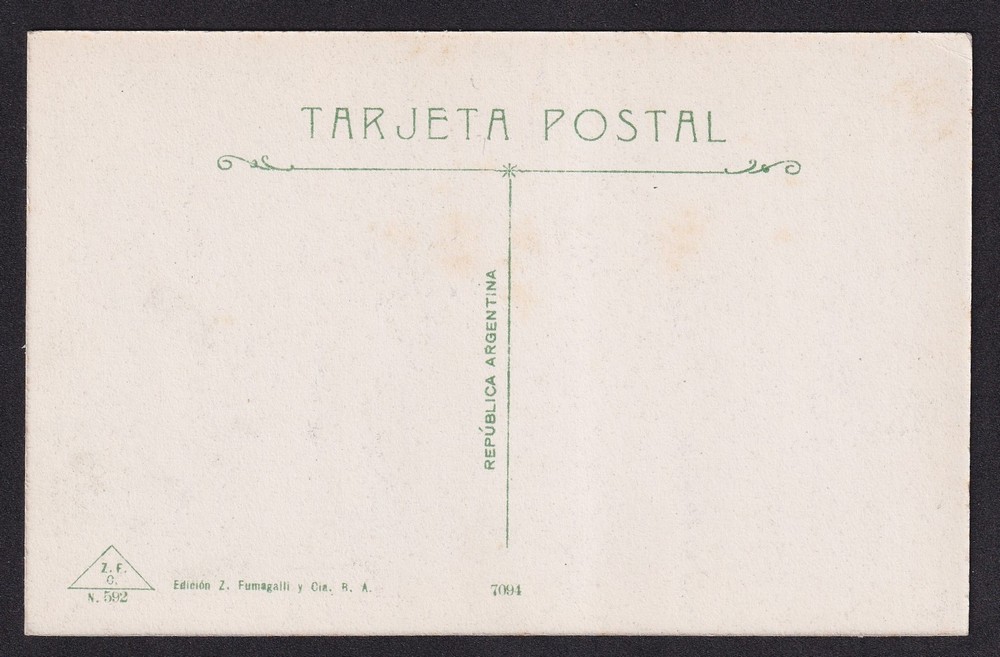 TARJETA POSTAL
REPÚBLICA ARGENTINA
Z. F.
C.
N. 592
Edición Z. Fumagalli y Cia. B. A.
7094